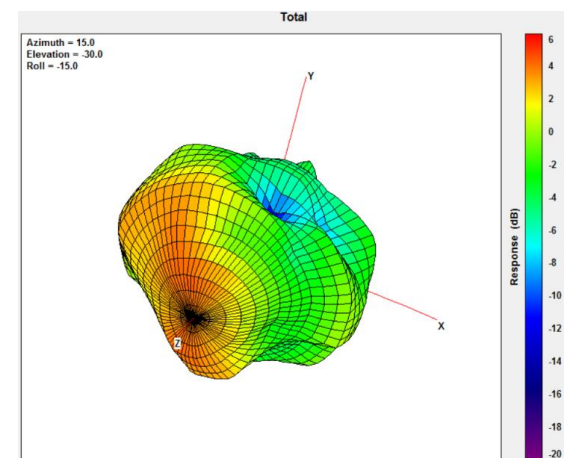 Total
Azimuth = 15.0
Elevation = -30.0
Roll = -15.0
Y
X
Z
Response (dB)
6
4
2
0
-2
-4
-6
-8
-10
-12
-14
-16
-18
-20